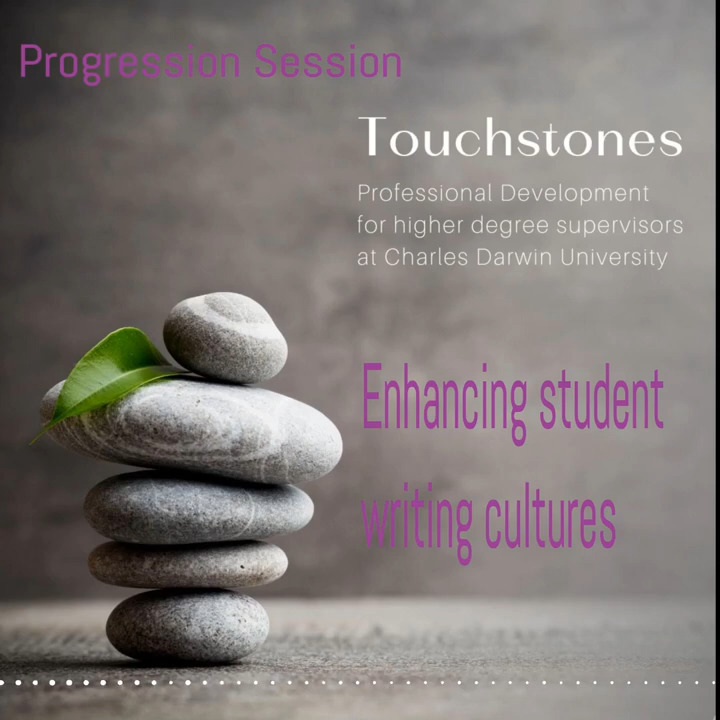 Progression Session
Touchstones
Professional Development
for higher degree supervisors
at Charles Darwin University
Enhancing student
writing cultures